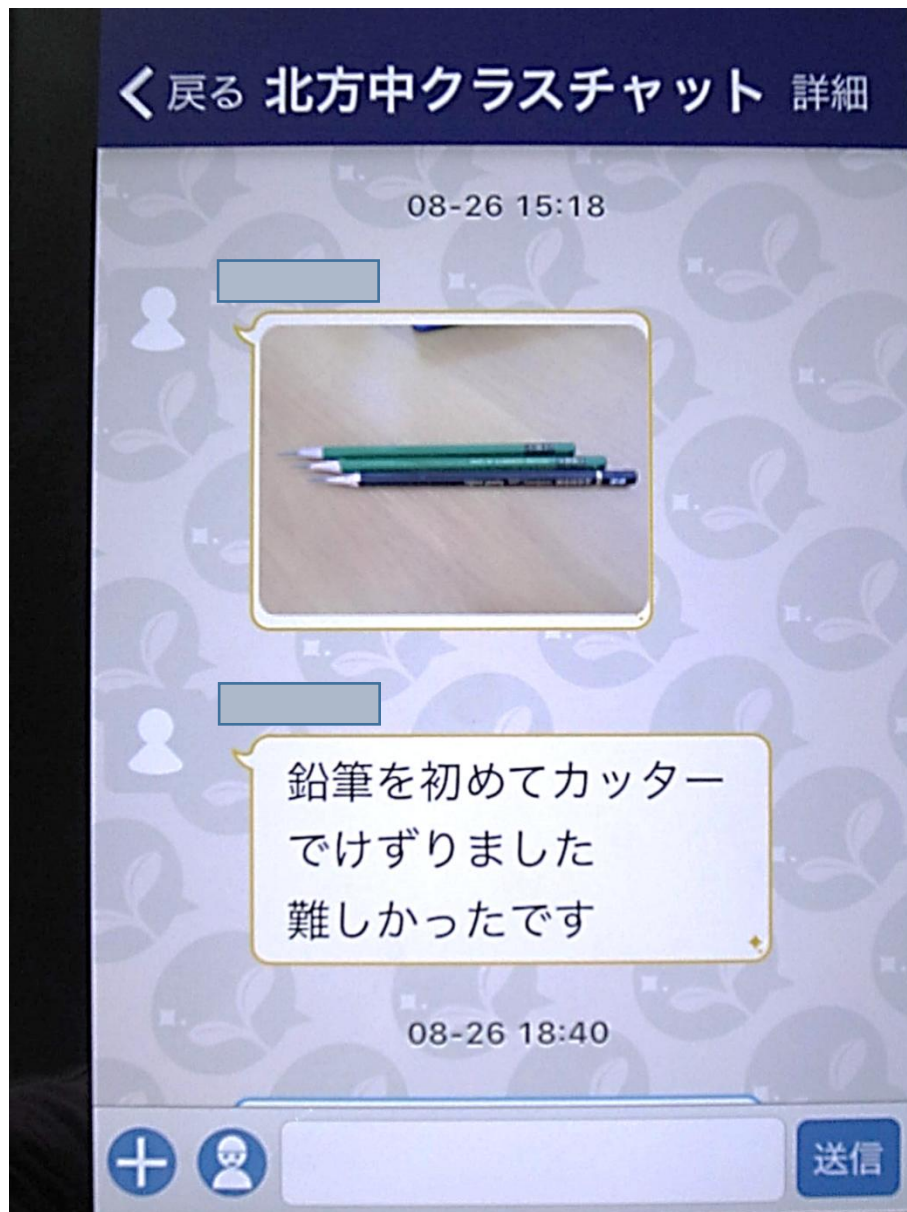 戻る 北方中クラスチャット 詳細
08-26 15:18
鉛筆を初めてカッター
でけずりました
難しかったです
08-26 18:40
送信